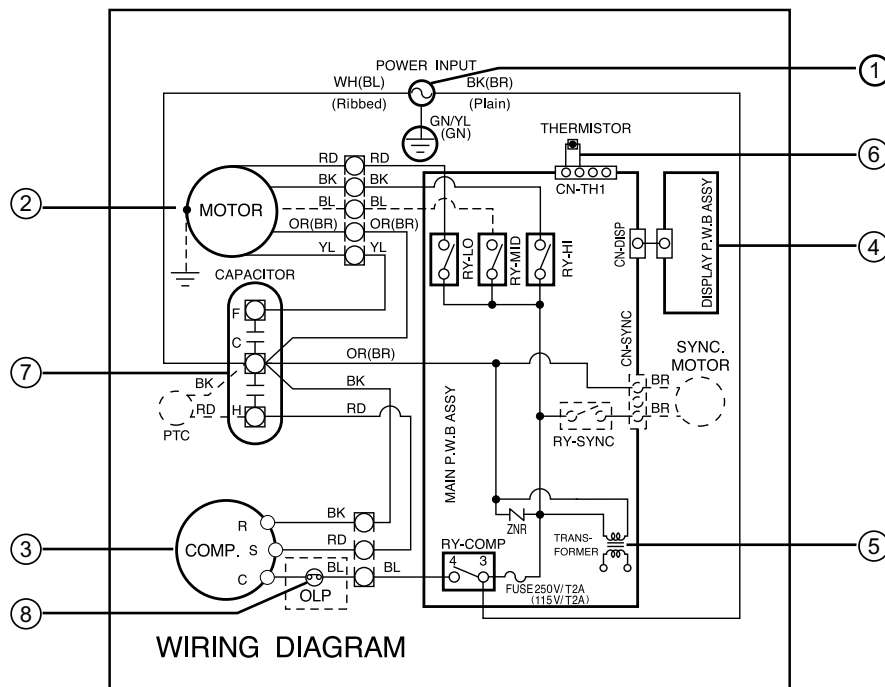 POWER INPUT
WH(BL)
BK(BR)
(Ribbed)
(Plain)
GN/YL
(GN)
1
THERMISTOR
6
CN-TH1
RD
RD
BK
BK
BL
BL
OR(BR)
OR(BR)
YL
YL
2
MOTOR
RY-LO
RY-MID
RY-HI
CN-DISP
DISPLAY P.W.B ASSY
4
CAPACITOR
F
C
H
7
BK
RD
PTC
OR(BR)
BK
RD
CN-SYNC
SYNC.
MOTOR
BR
BR
RY-SYNC
MAIN P.W.B ASSY
ZNR
TRANS-
FORMER
5
3
COMP.
R
S
C
BK
RD
BL
BL
OLP
8
RY-COMP
4 3
FUSE 250V/T2A
(115V/T2A)
WIRING DIAGRAM